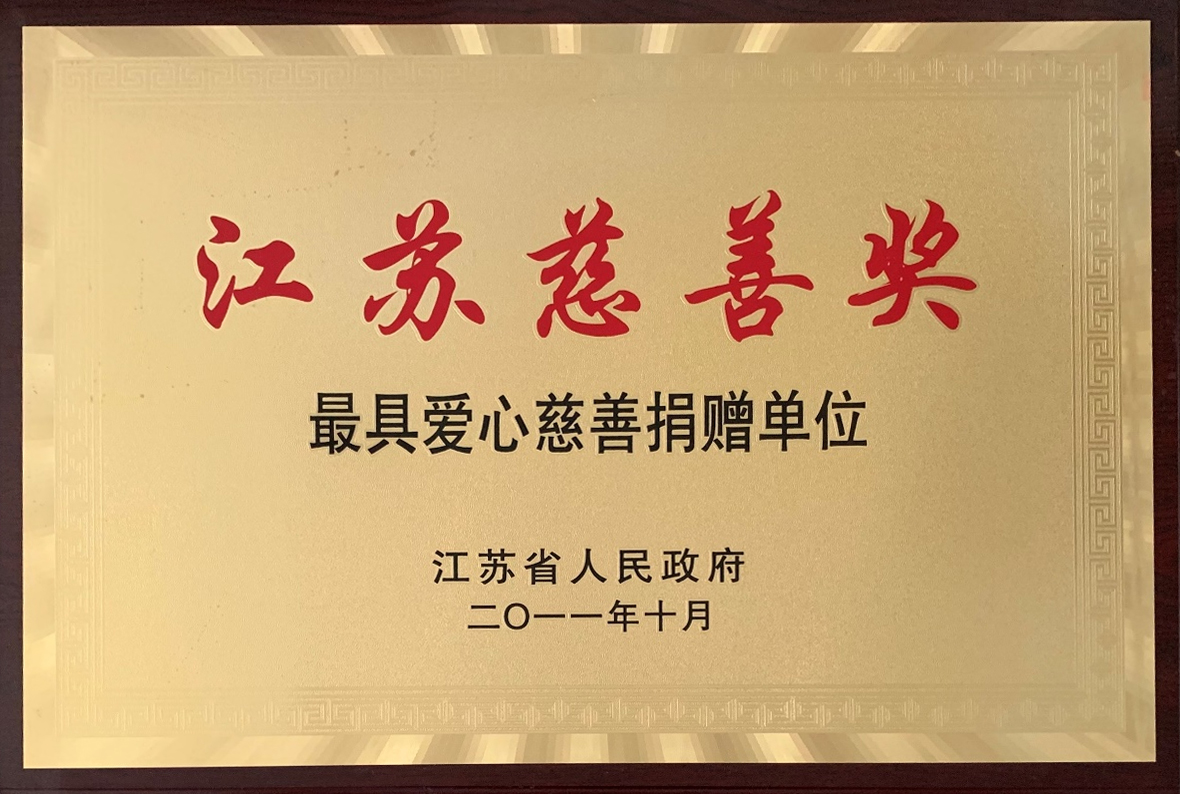 江苏慈善奖
最具爱心慈善捐赠单位
江苏省人民政府
二〇一一年十月